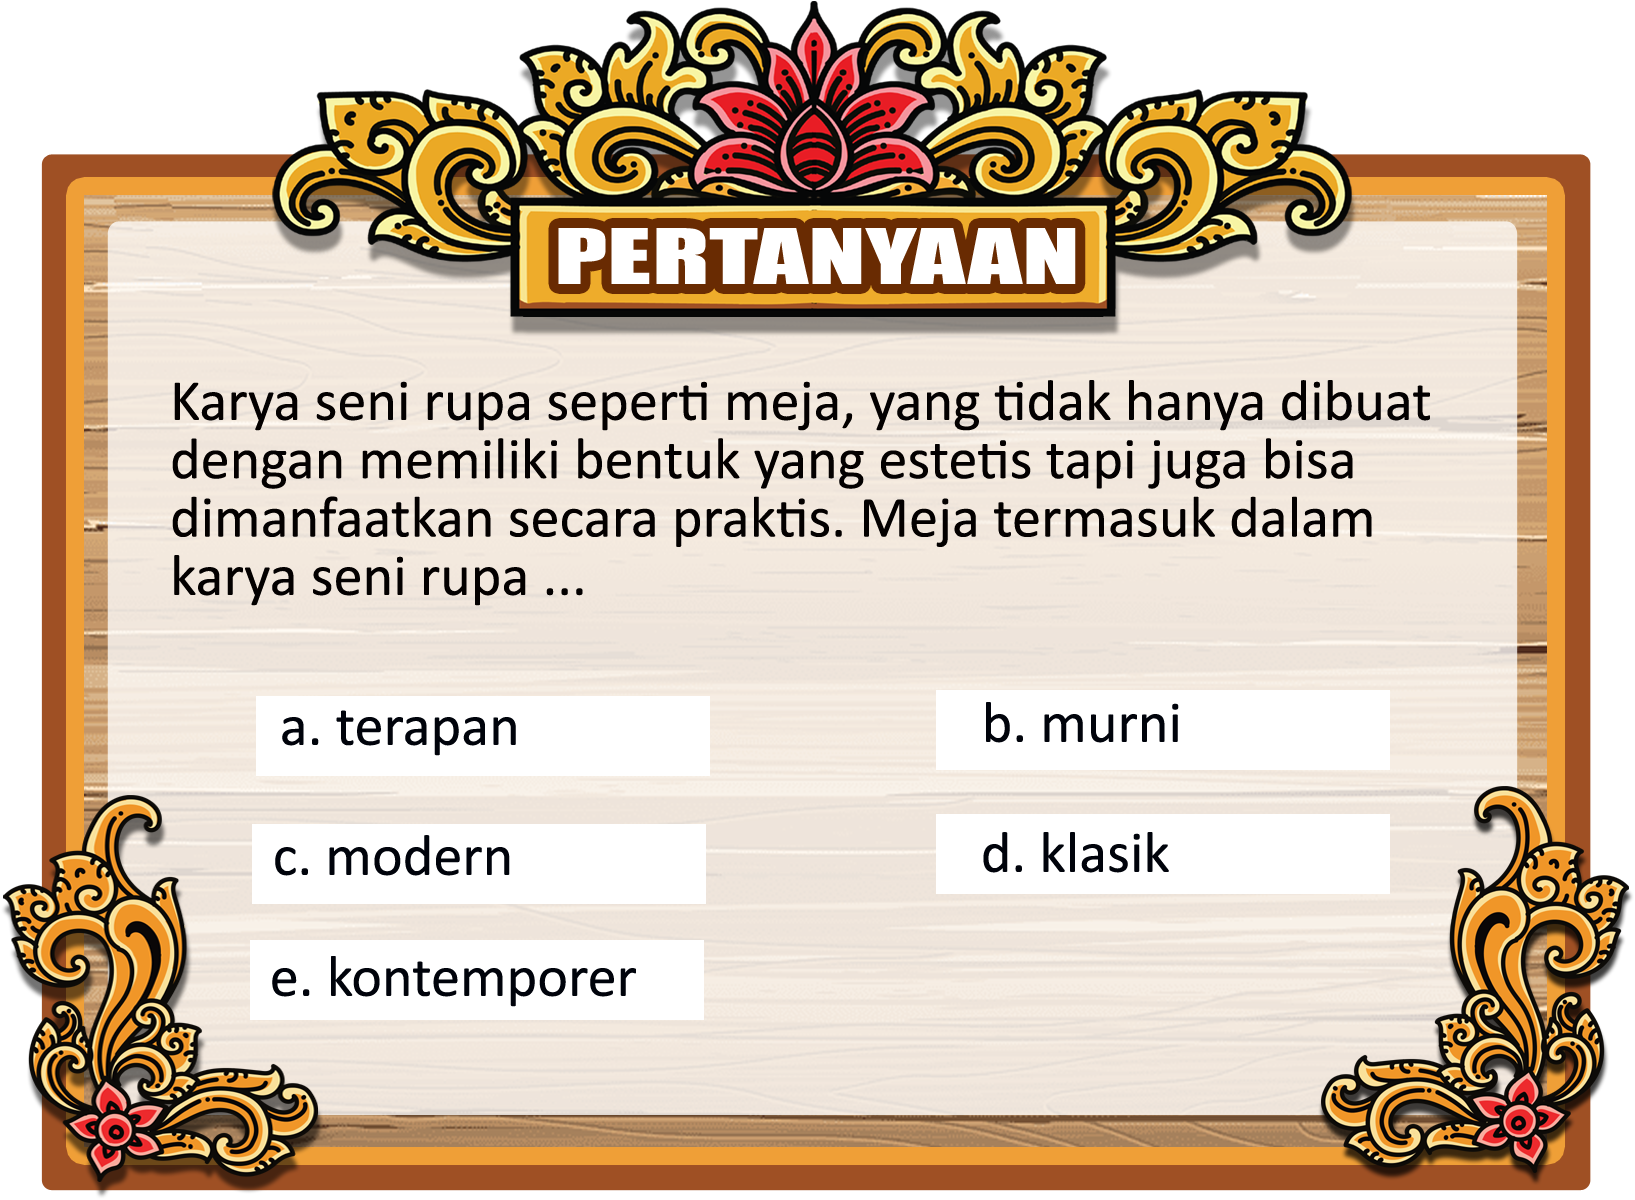 PERTANYAAN
Karya seni rupa seperti meja, yang tidak hanya dibuat
dengan memiliki bentuk yang estetis tapi juga bisa
dimanfaatkan secara praktis. Meja termasuk dalam
karya seni rupa ...
a. terapan
b. murni
c. modern
d. klasik
e. kontemporer